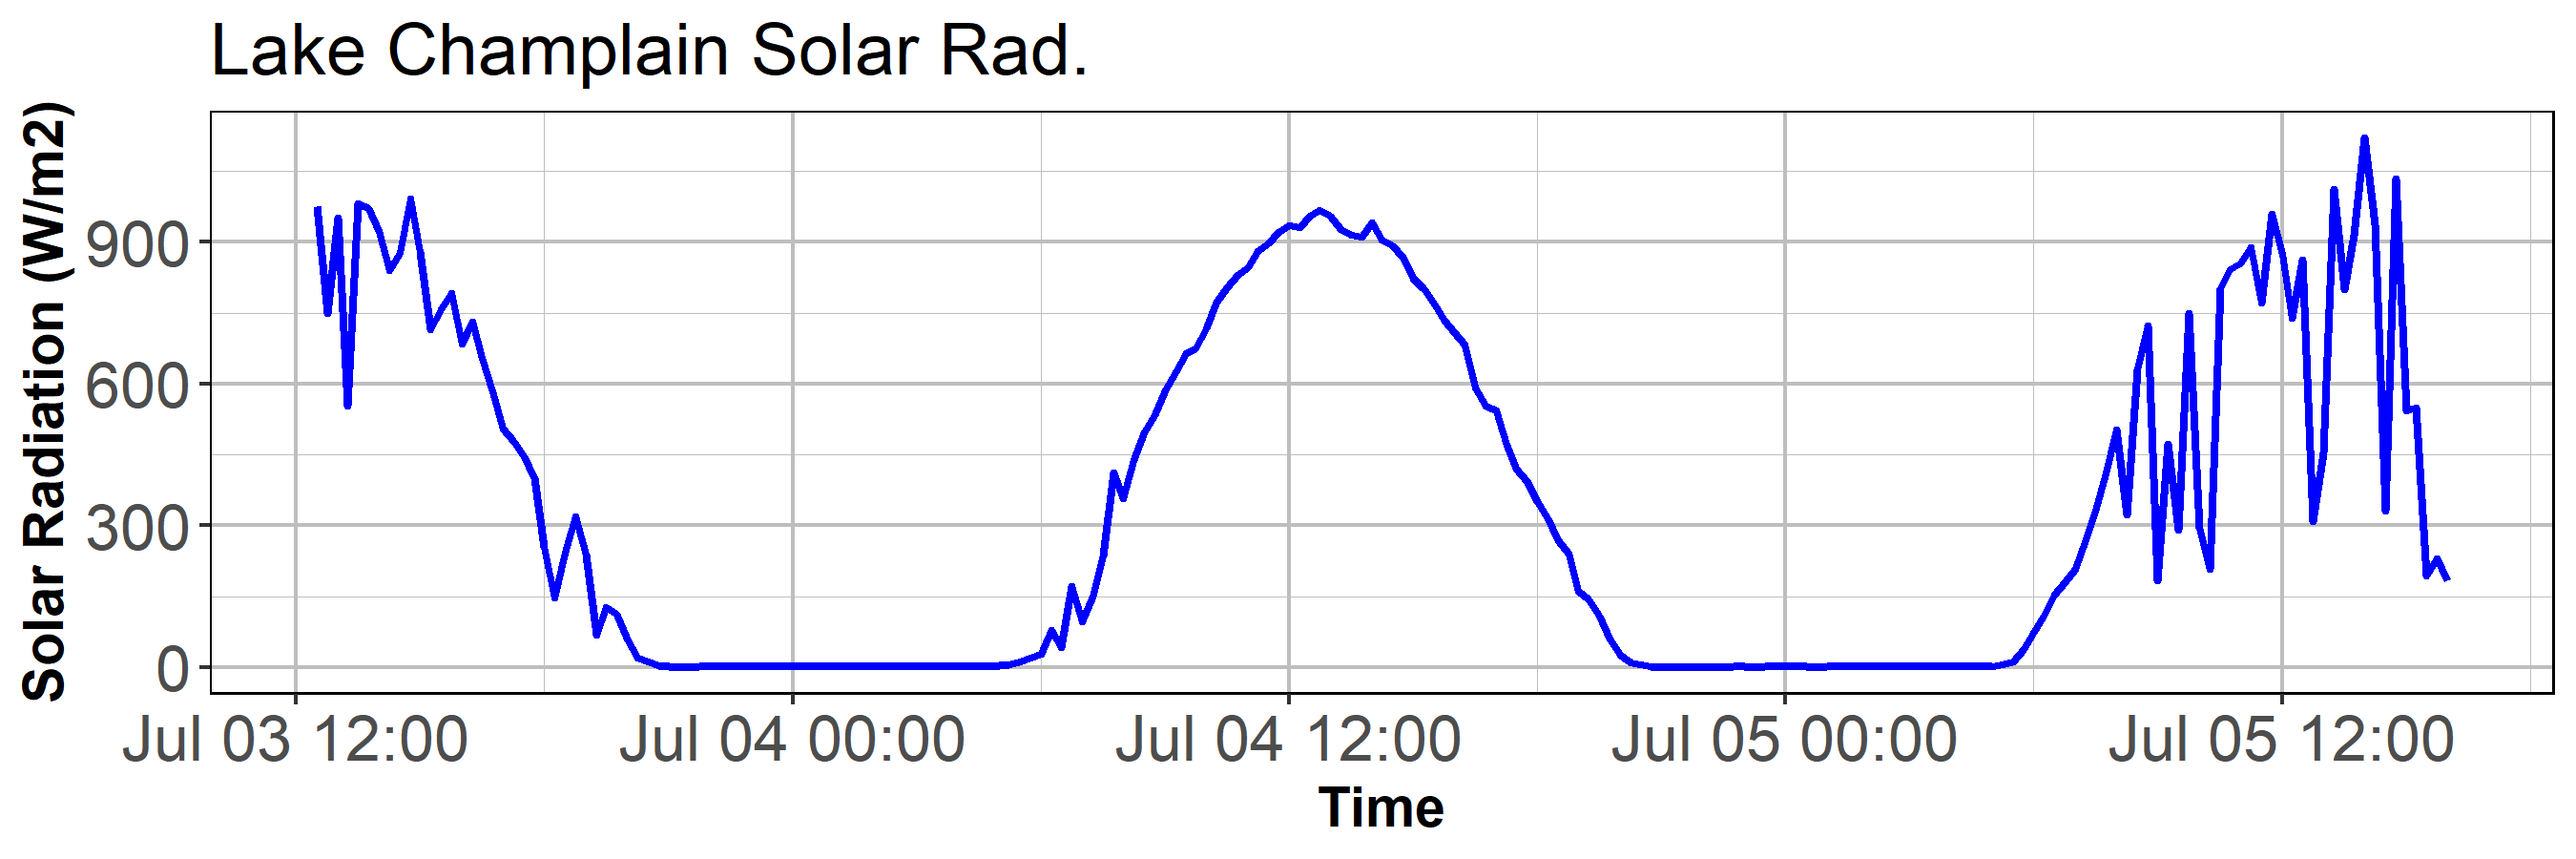 Lake Champlain Solar Rad.
Solar Radiation (W/m2)
900
600
300
0
Jul 03 12:00 Jul 04 00:00 Jul 04 12:00 Jul 05 00:00 Jul 05 12:00
Time